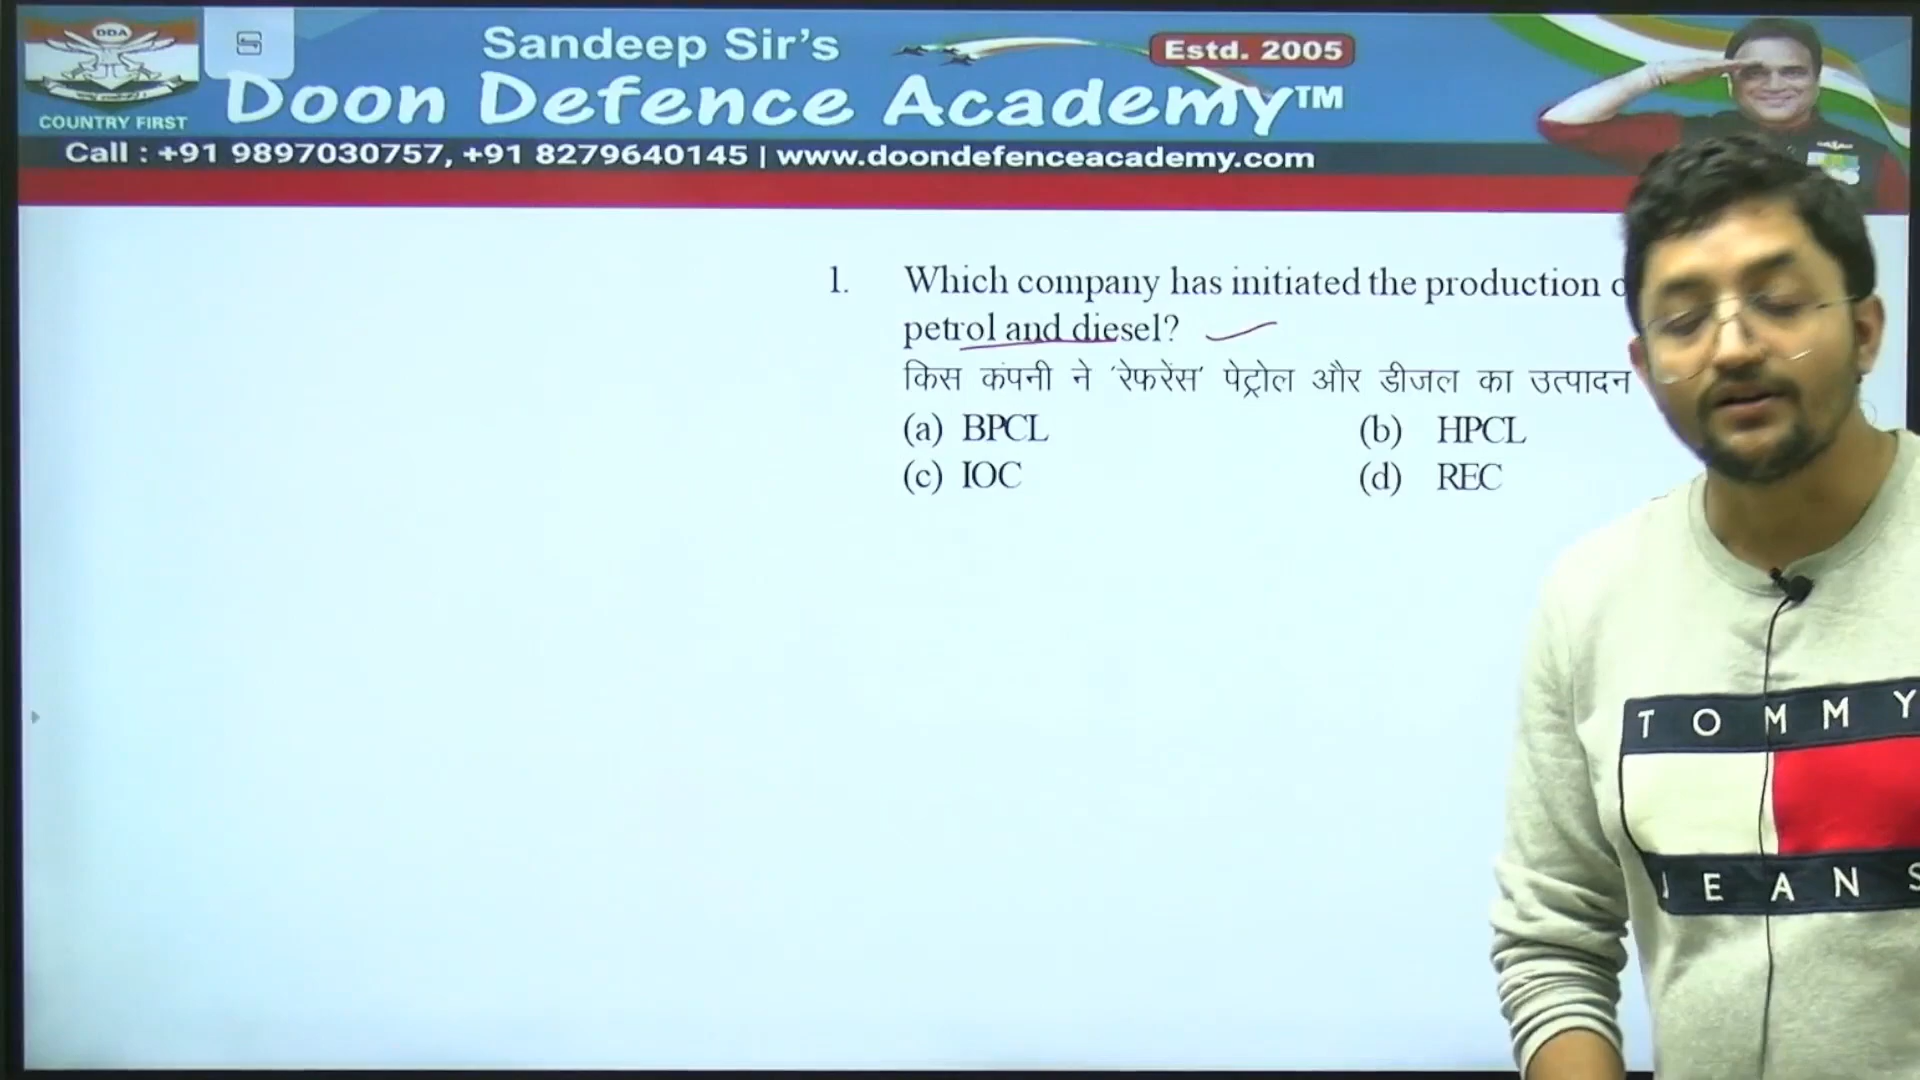 DDA
COUNTRY FIRST
Sandeep Sir's
Estd. 2005
Doon Defence Academy™
Call : +91 9897030757, +91 8279640145 | www.doondefenceacademy.com
1. Which company has initiated the production
petrol and diesel?
किस कंपनी ने 'रेफरेंस' पेट्रोल और डीजल का उत्पादन
(a) BPCL (b) HPCL
(c) IOC (d) REC
TOMMY
JEANS